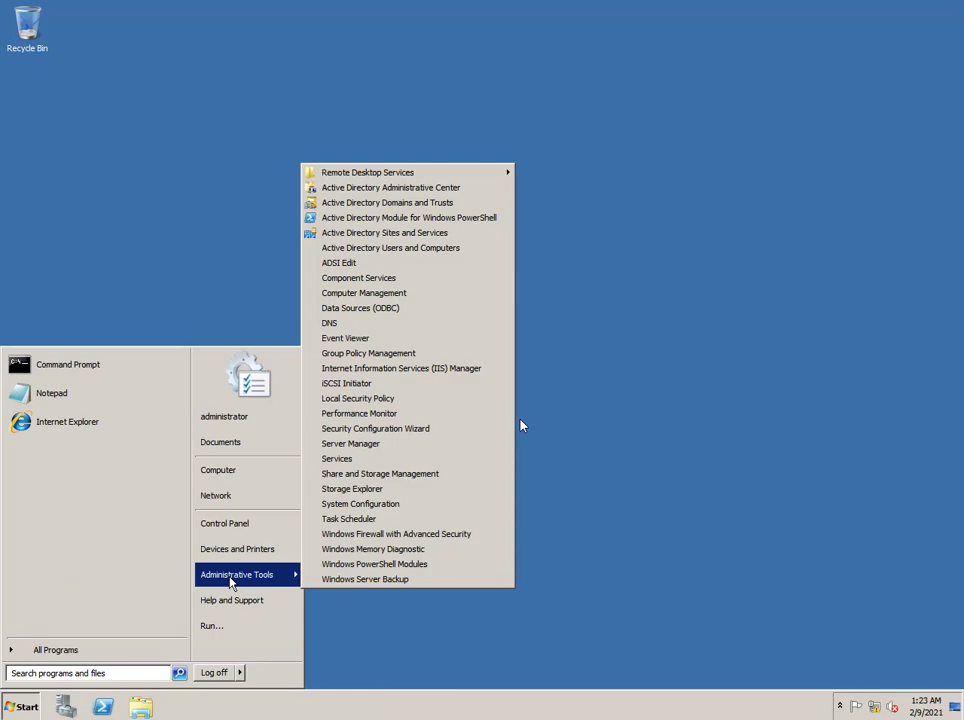 Recycle Bin
Remote Desktop Services
Active Directory Administrative Center
Active Directory Domains and Trusts
Active Directory Module for Windows PowerShell
Active Directory Sites and Services
Active Directory Users and Computers
ADSI Edit
Component Services
Computer Management
Data Sources (ODBC)
DNS
Event Viewer
Group Policy Management
Internet Information Services (IIS) Manager
iSCSI Initiator
Local Security Policy
Performance Monitor
Security Configuration Wizard
Server Manager
Services
Share and Storage Management
Storage Explorer
System Configuration
Task Scheduler
Windows Firewall with Advanced Security
Windows Memory Diagnostic
Windows PowerShell Modules
Windows Server Backup
Command Prompt
Notepad
Internet Explorer
All Programs
Search programs and files
administrator
Documents
Computer
Network
Control Panel
Devices and Printers
Administrative Tools
Help and Support
Run...
Log off
Start
1:23 AM
2/9/2021